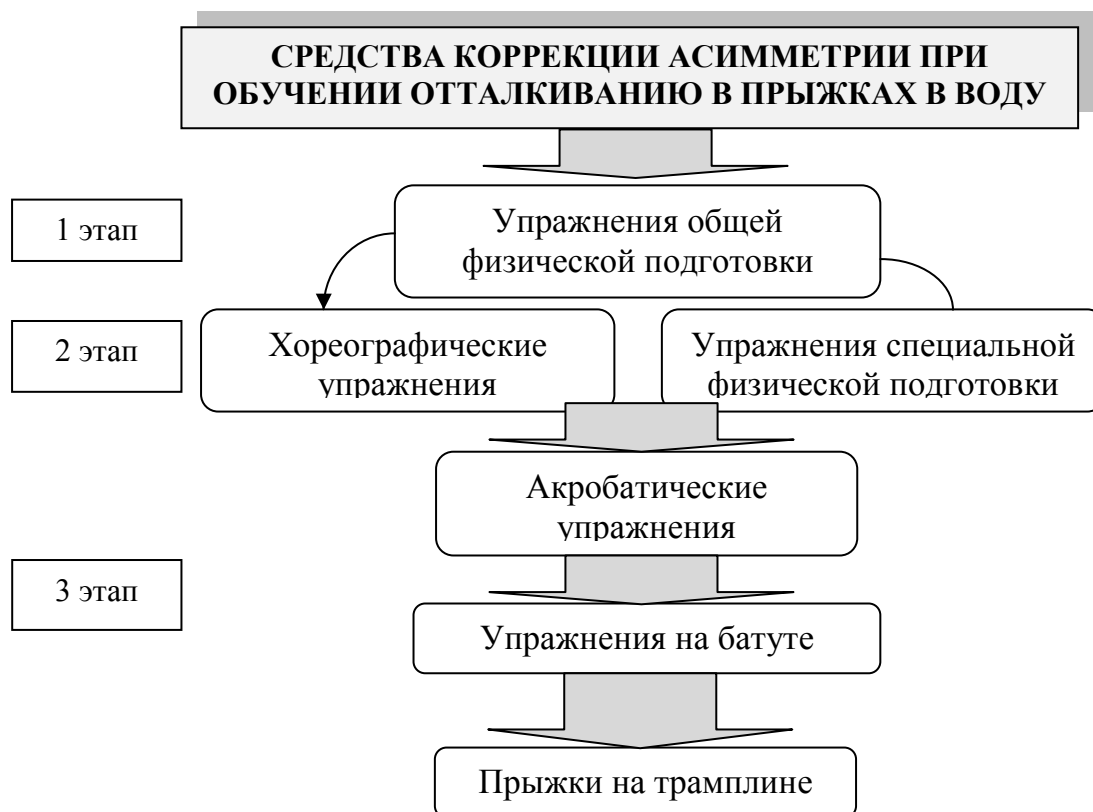 СРЕДСТВА КОРРЕКЦИИ АСИММЕТРИИ ПРИ
ОБУЧЕНИИ ОТТАЛКИВАНИЮ В ПРЫЖКАХ В ВОДУ
1 этап
Упражнения общей
физической подготовки
2 этап
Хореографические
упражнения
Упражнения специальной
физической подготовки
Акробатические
упражнения
3 этап
Упражнения на батуте
Прыжки на трамплине